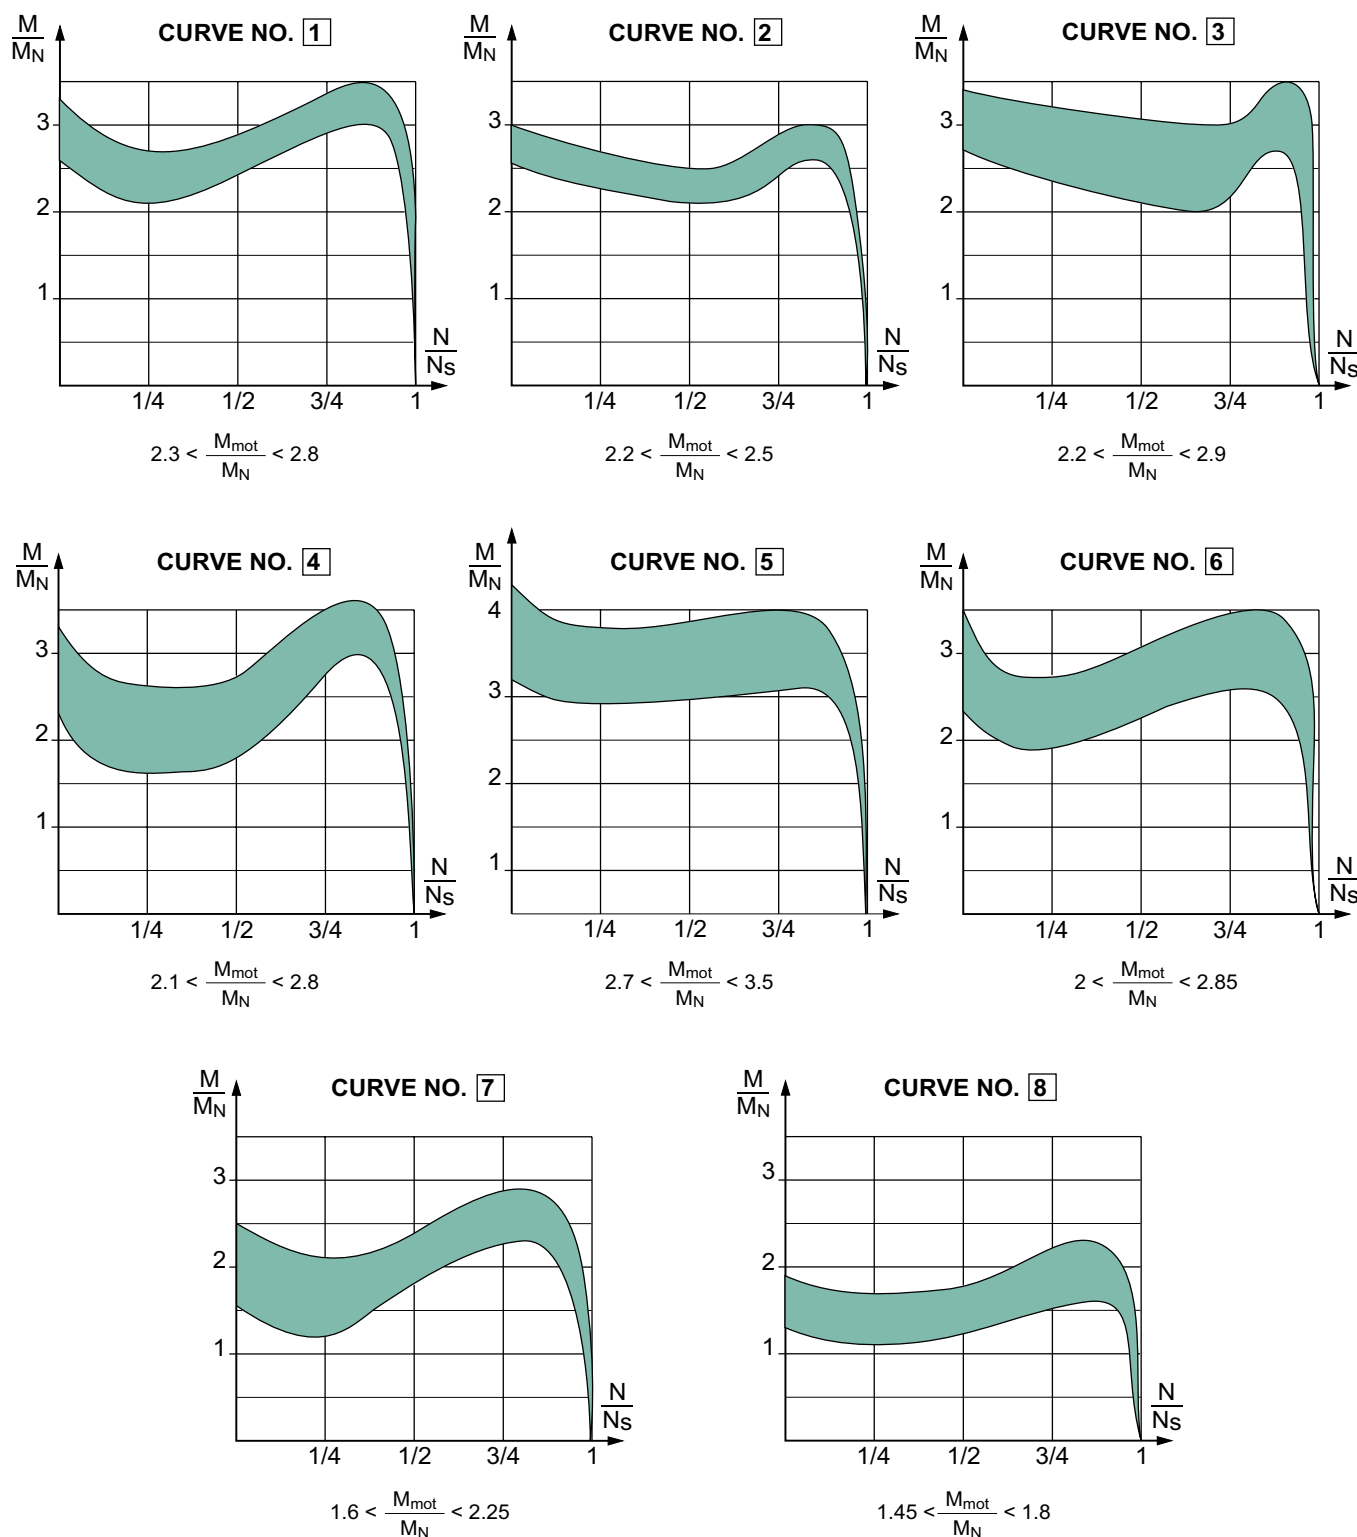 M
MN
CURVE NO. 1
3
2
1
N
Ns
1/4 1/2 3/4 1
2.3 < Mmot/MN < 2.8
M
MN
CURVE NO. 2
3
2
1
N
Ns
1/4 1/2 3/4 1
2.2 < Mmot/MN < 2.5
M
MN
CURVE NO. 3
3
2
1
N
Ns
1/4 1/2 3/4 1
2.2 < Mmot/MN < 2.9
M
MN
CURVE NO. 4
3
2
1
N
Ns
1/4 1/2 3/4 1
2.1 < Mmot/MN < 2.8
M
MN
CURVE NO. 5
4
3
2
1
N
Ns
1/4 1/2 3/4 1
2.7 < Mmot/MN < 3.5
M
MN
CURVE NO. 6
3
2
1
N
Ns
1/4 1/2 3/4 1
2 < Mmot/MN < 2.85
M
MN
CURVE NO. 7
3
2
1
N
Ns
1/4 1/2 3/4 1
1.6 < Mmot/MN < 2.25
M
MN
CURVE NO. 8
3
2
1
N
Ns
1/4 1/2 3/4 1
1.45 < Mmot/MN < 1.8